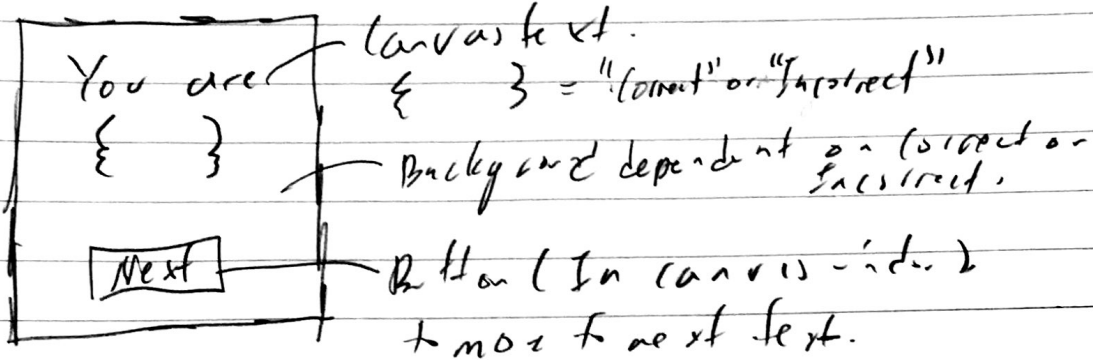 You are
{ }
Next
Canvas text.
{ } = "Correct" or "Incorrect"
Background dependent on Correct or
Incorrect.
Button (In canvas window)
to move to next text.